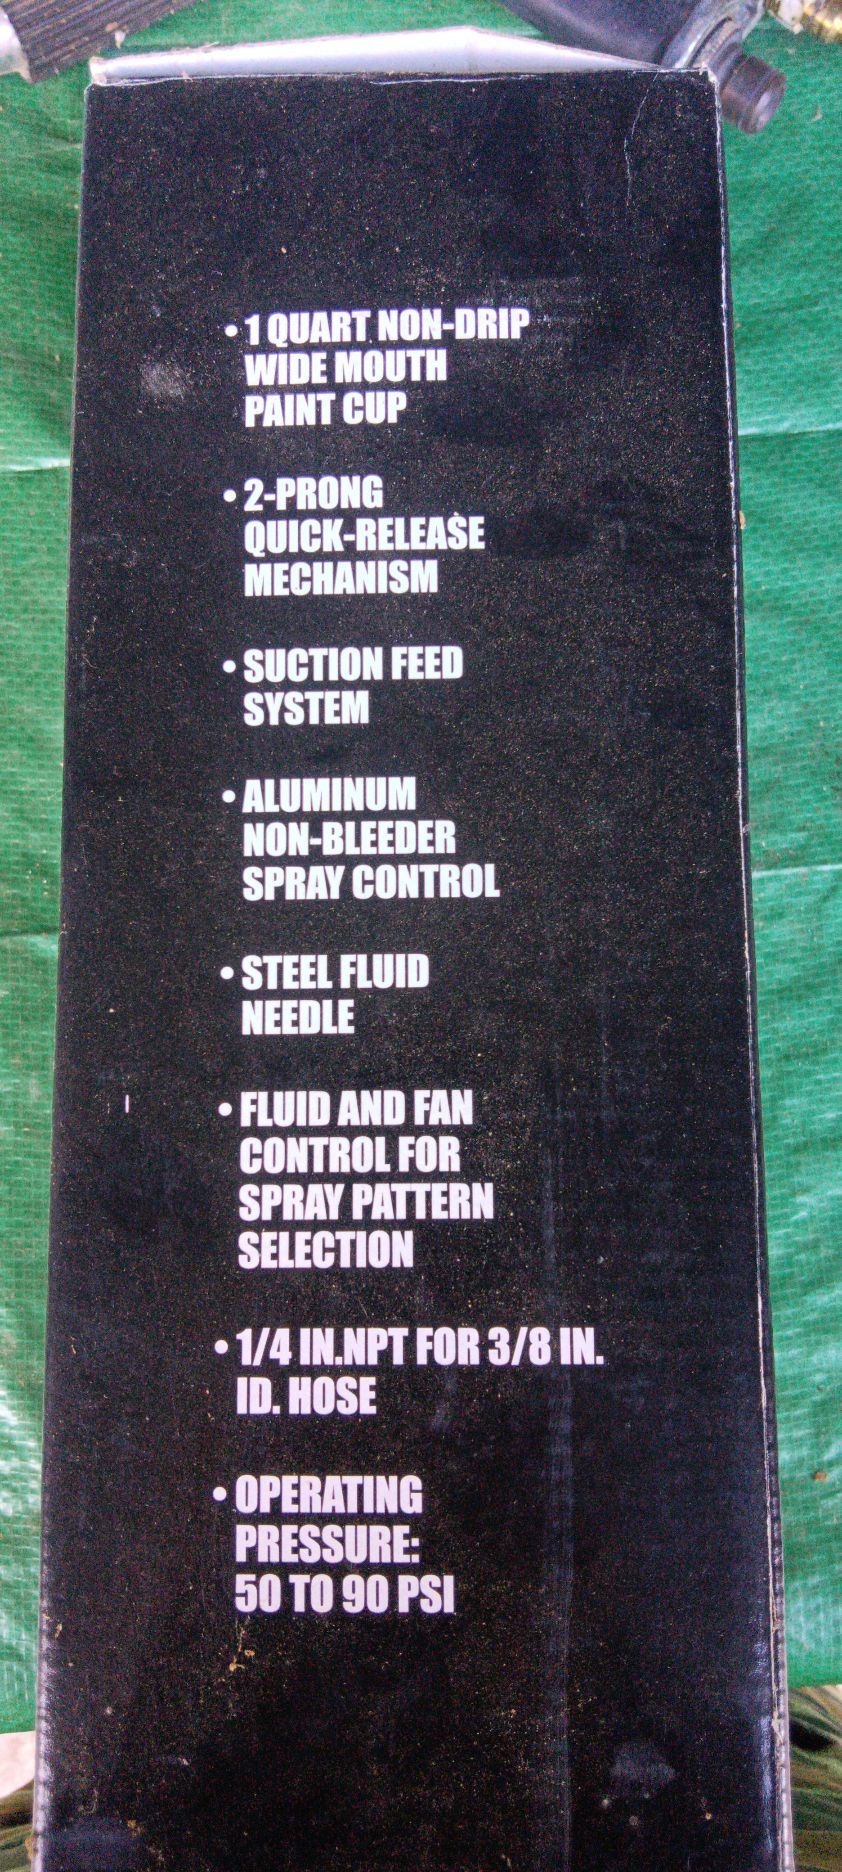 • 1 QUART NON-DRIP
WIDE MOUTH
PAINT CUP
• 2-PRONG
QUICK-RELEASE
MECHANISM
• SUCTION FEED
SYSTEM
• ALUMINUM
NON-BLEEDER
SPRAY CONTROL
• STEEL FLUID
NEEDLE
• FLUID AND FAN
CONTROL FOR
SPRAY PATTERN
SELECTION
• 1/4 IN.NPT FOR 3/8 IN.
ID. HOSE
• OPERATING
PRESSURE:
50 TO 90 PSI